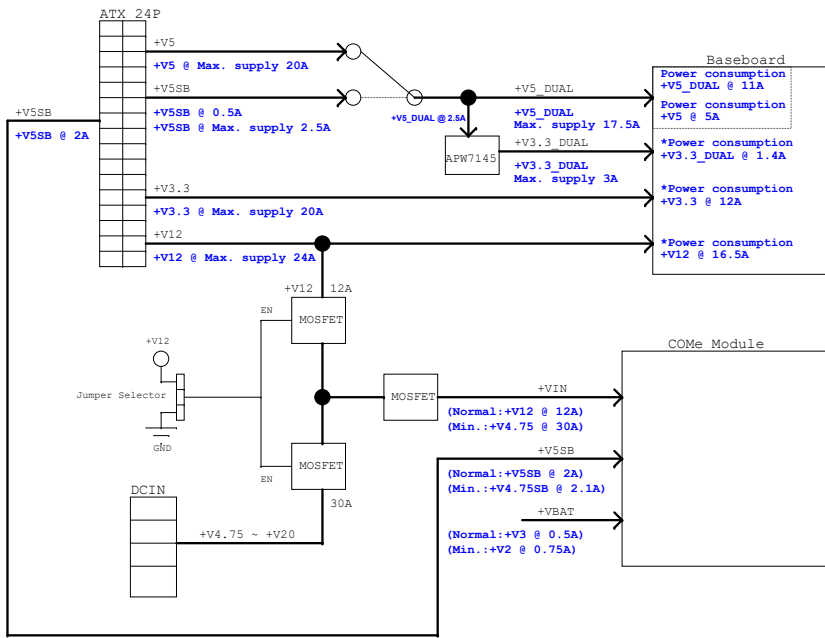 ATX 24P
+V5
+V5 @ Max. supply 20A
+V5SB
+V5SB @ 0.5A
+V5SB @ Max. supply 2.5A
+V5SB
+V5SB @ 2A
+V5_DUAL @ 2.5A
+V5_DUAL
+V5_DUAL
Max. supply 17.5A
APW7145
+V3.3_DUAL
+V3.3_DUAL
Max. supply 3A
Baseboard
Power consumption
+V5_DUAL @ 11A
Power consumption
+V5 @ 5A
*Power consumption
+V3.3_DUAL @ 1.4A
*Power consumption
+V3.3 @ 12A
*Power consumption
+V12 @ 16.5A
+V3.3
+V3.3 @ Max. supply 20A
+V12
+V12 @ Max. supply 24A
+V12
12A
EN
MOSFET
+V12
Jumper Selector
GND
MOSFET
EN
MOSFET
30A
DCIN
+V4.75 ~ +V20
COMe Module
+VIN
(Normal:+V12 @ 12A)
(Min.:+V4.75 @ 30A)
+V5SB
(Normal:+V5SB @ 2A)
(Min.:+V4.75SB @ 2.1A)
+VBAT
(Normal:+V3 @ 0.5A)
(Min.:+V2 @ 0.75A)